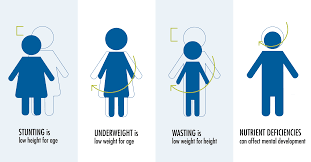 STUNTING is
low height for age
UNDERWEIGHT is
low weight for age
WASTING is
low weight for height
NUTRIENT DEFICIENCIES
can affect mental development